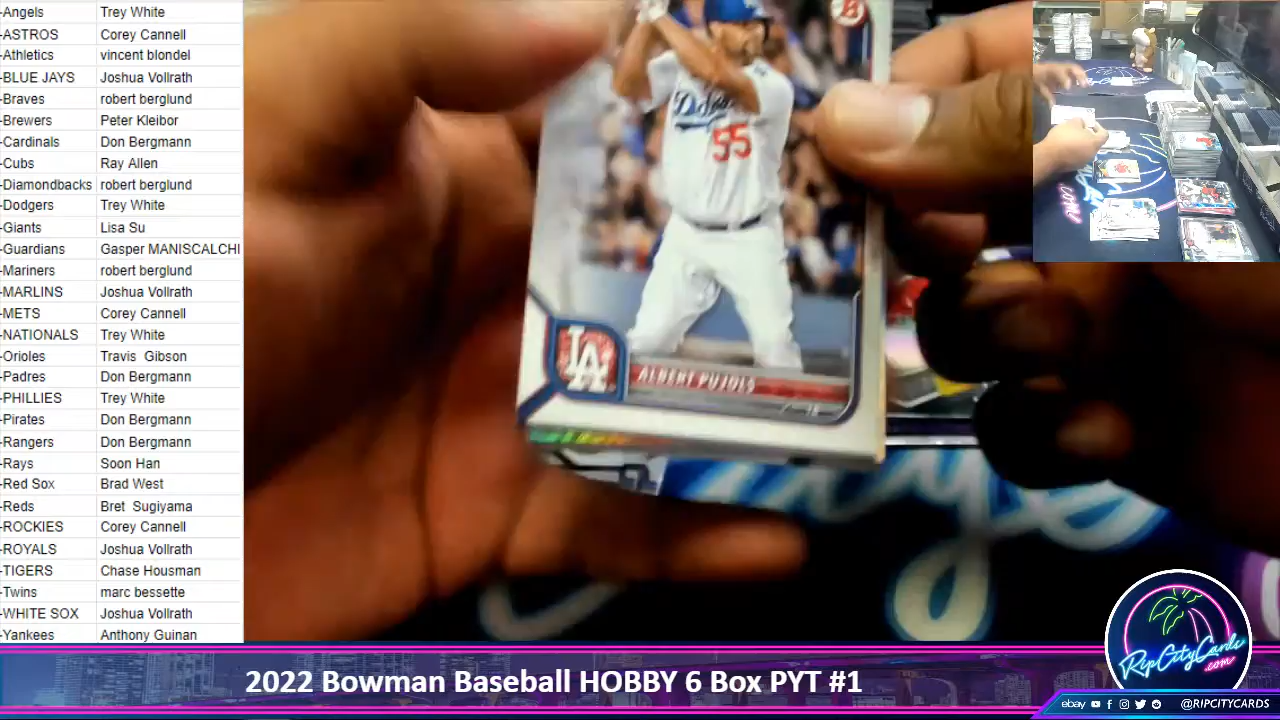 -Angels Trey White
-ASTROS Corey Cannell
-Athletics vincent blondel
-BLUE JAYS Joshua Vollrath
-Braves robert berglund
-Brewers Peter Kleibor
-Cardinals Don Bergmann
-Cubs Ray Allen
-Diamondbacks robert berglund
-Dodgers Trey White
-Giants Lisa Su
-Guardians Gasper MANISCALCHI
-Mariners robert berglund
-MARLINS Joshua Vollrath
-METS Corey Cannell
-NATIONALS Trey White
-Orioles Travis Gibson
-Padres Don Bergmann
-PHILLIES Trey White
-Pirates Don Bergmann
-Rangers Don Bergmann
-Rays Soon Han
-Red Sox Brad West
-Reds Bret Sugiyama
-ROCKIES Corey Cannell
-ROYALS Joshua Vollrath
-TIGERS Chase Housman
-Twins marc bessette
-WHITE SOX Joshua Vollrath
-Yankees Anthony Guinan
B
Dodgers
55
LA
ALBERT PUJOLS
RipCityCards
.com
2022 Bowman Baseball HOBBY 6 Box PYT #1
ebay @RIPCITYCARDS